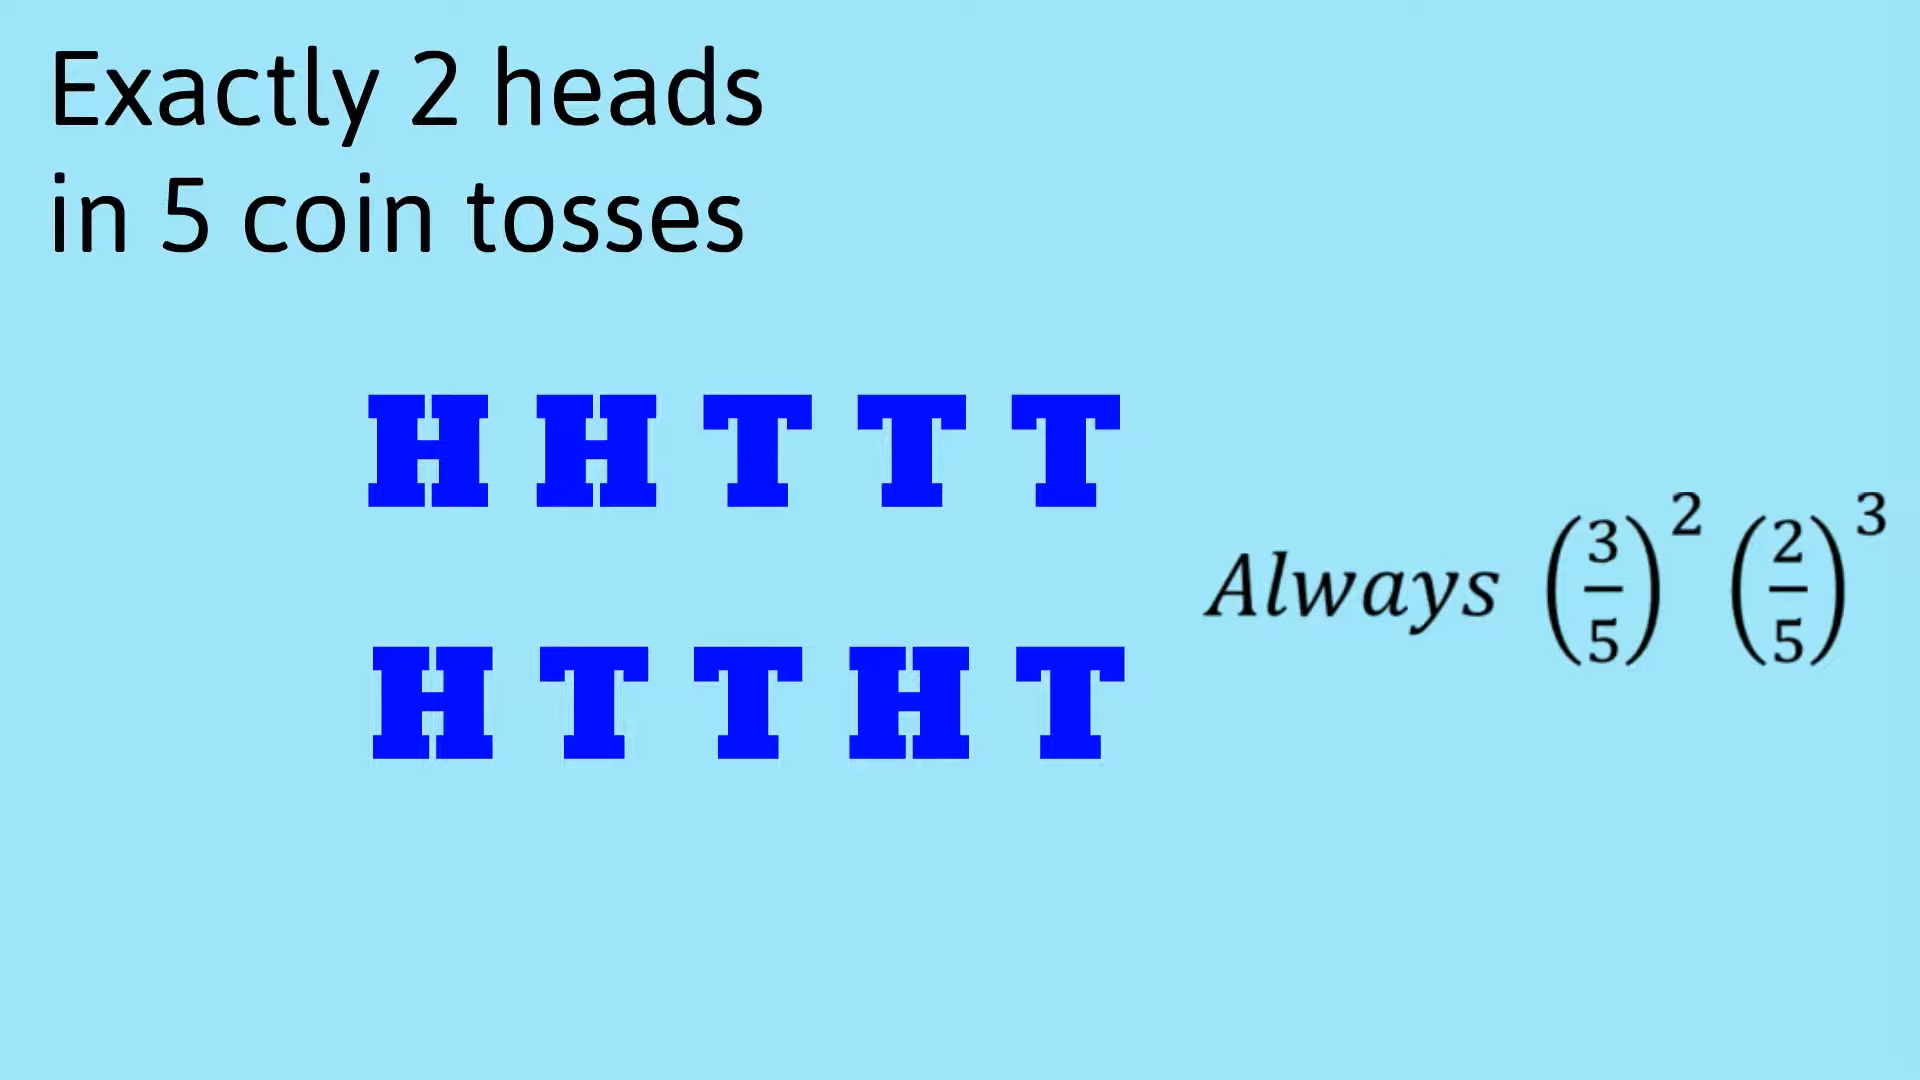 Exactly 2 heads
in 5 coin tosses
H H T T T
Always (3/5)^2 (2/5)^3
H T T H T